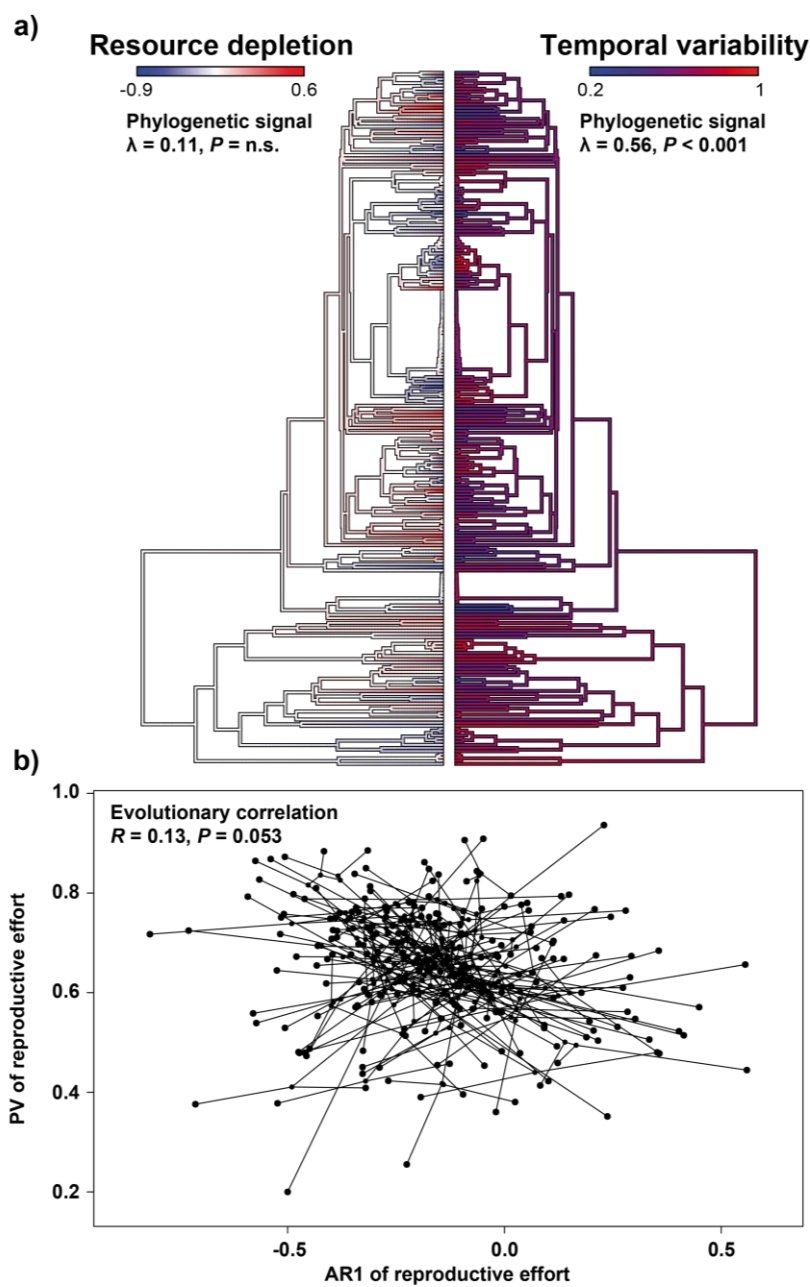 a)
Resource depletion
-0.9 0.6
Phylogenetic signal
λ = 0.11, P = n.s.
Temporal variability
0.2 1
Phylogenetic signal
λ = 0.56, P < 0.001
b)
Evolutionary correlation
R = 0.13, P = 0.053
PV of reproductive effort
1.0
0.8
0.6
0.4
0.2
-0.5 0.0 0.5
AR1 of reproductive effort